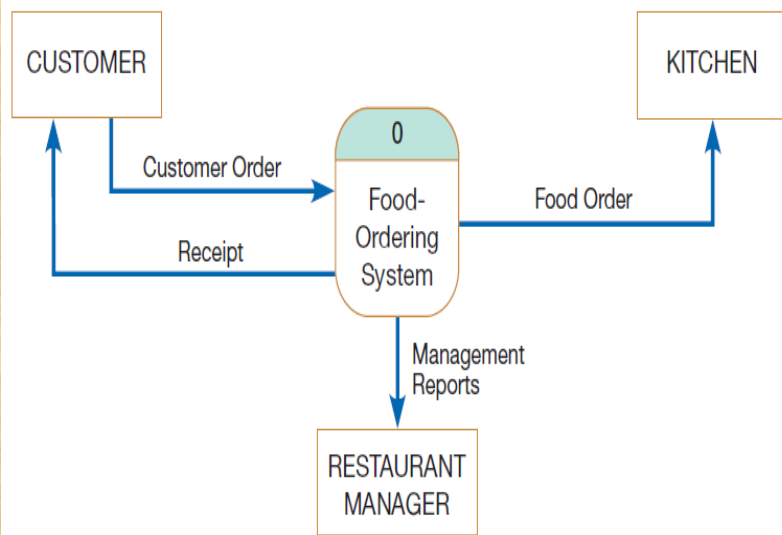 CUSTOMER
KITCHEN
0
Customer Order
Food-
Ordering
System
Food Order
Receipt
Management
Reports
RESTAURANT
MANAGER